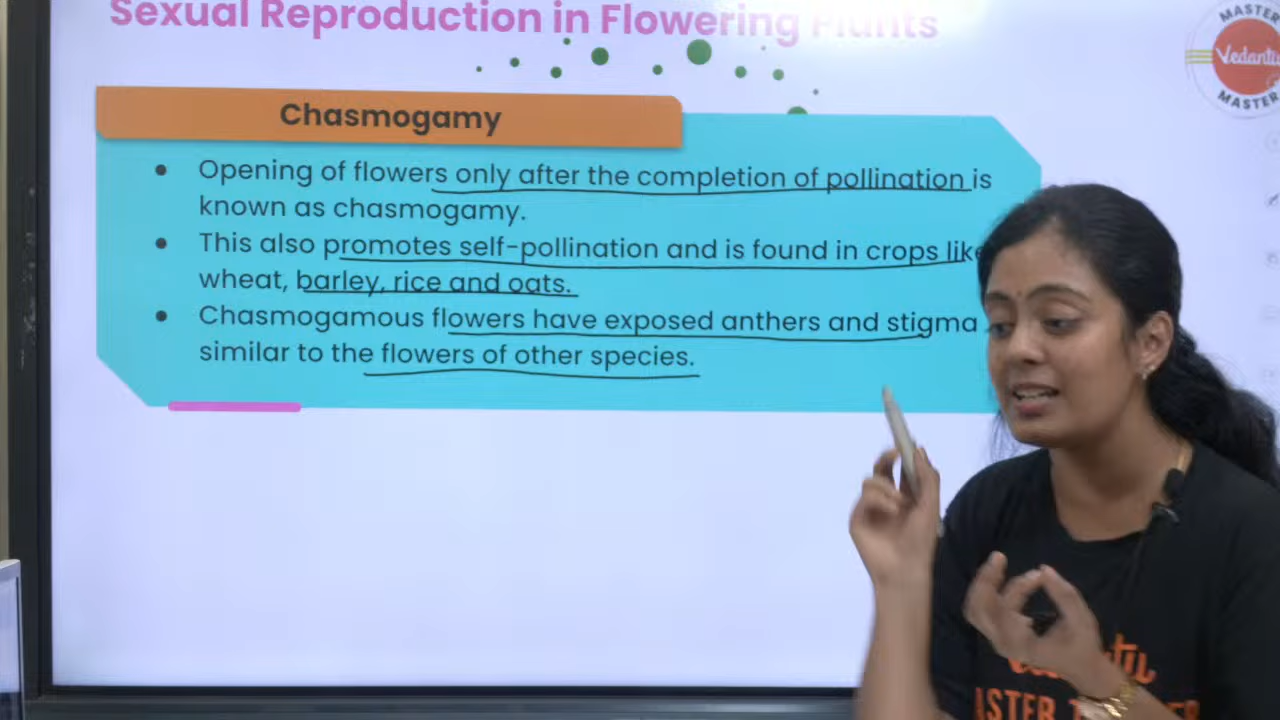 Sexual Reproduction in Flowering Plants
MASTER
Vedantu
MASTER
Chasmogamy
Opening of flowers only after the completion of pollination is
known as chasmogamy.
This also promotes self-pollination and is found in crops like
wheat, barley, rice and oats.
Chasmogamous flowers have exposed anthers and stigma
similar to the flowers of other species.